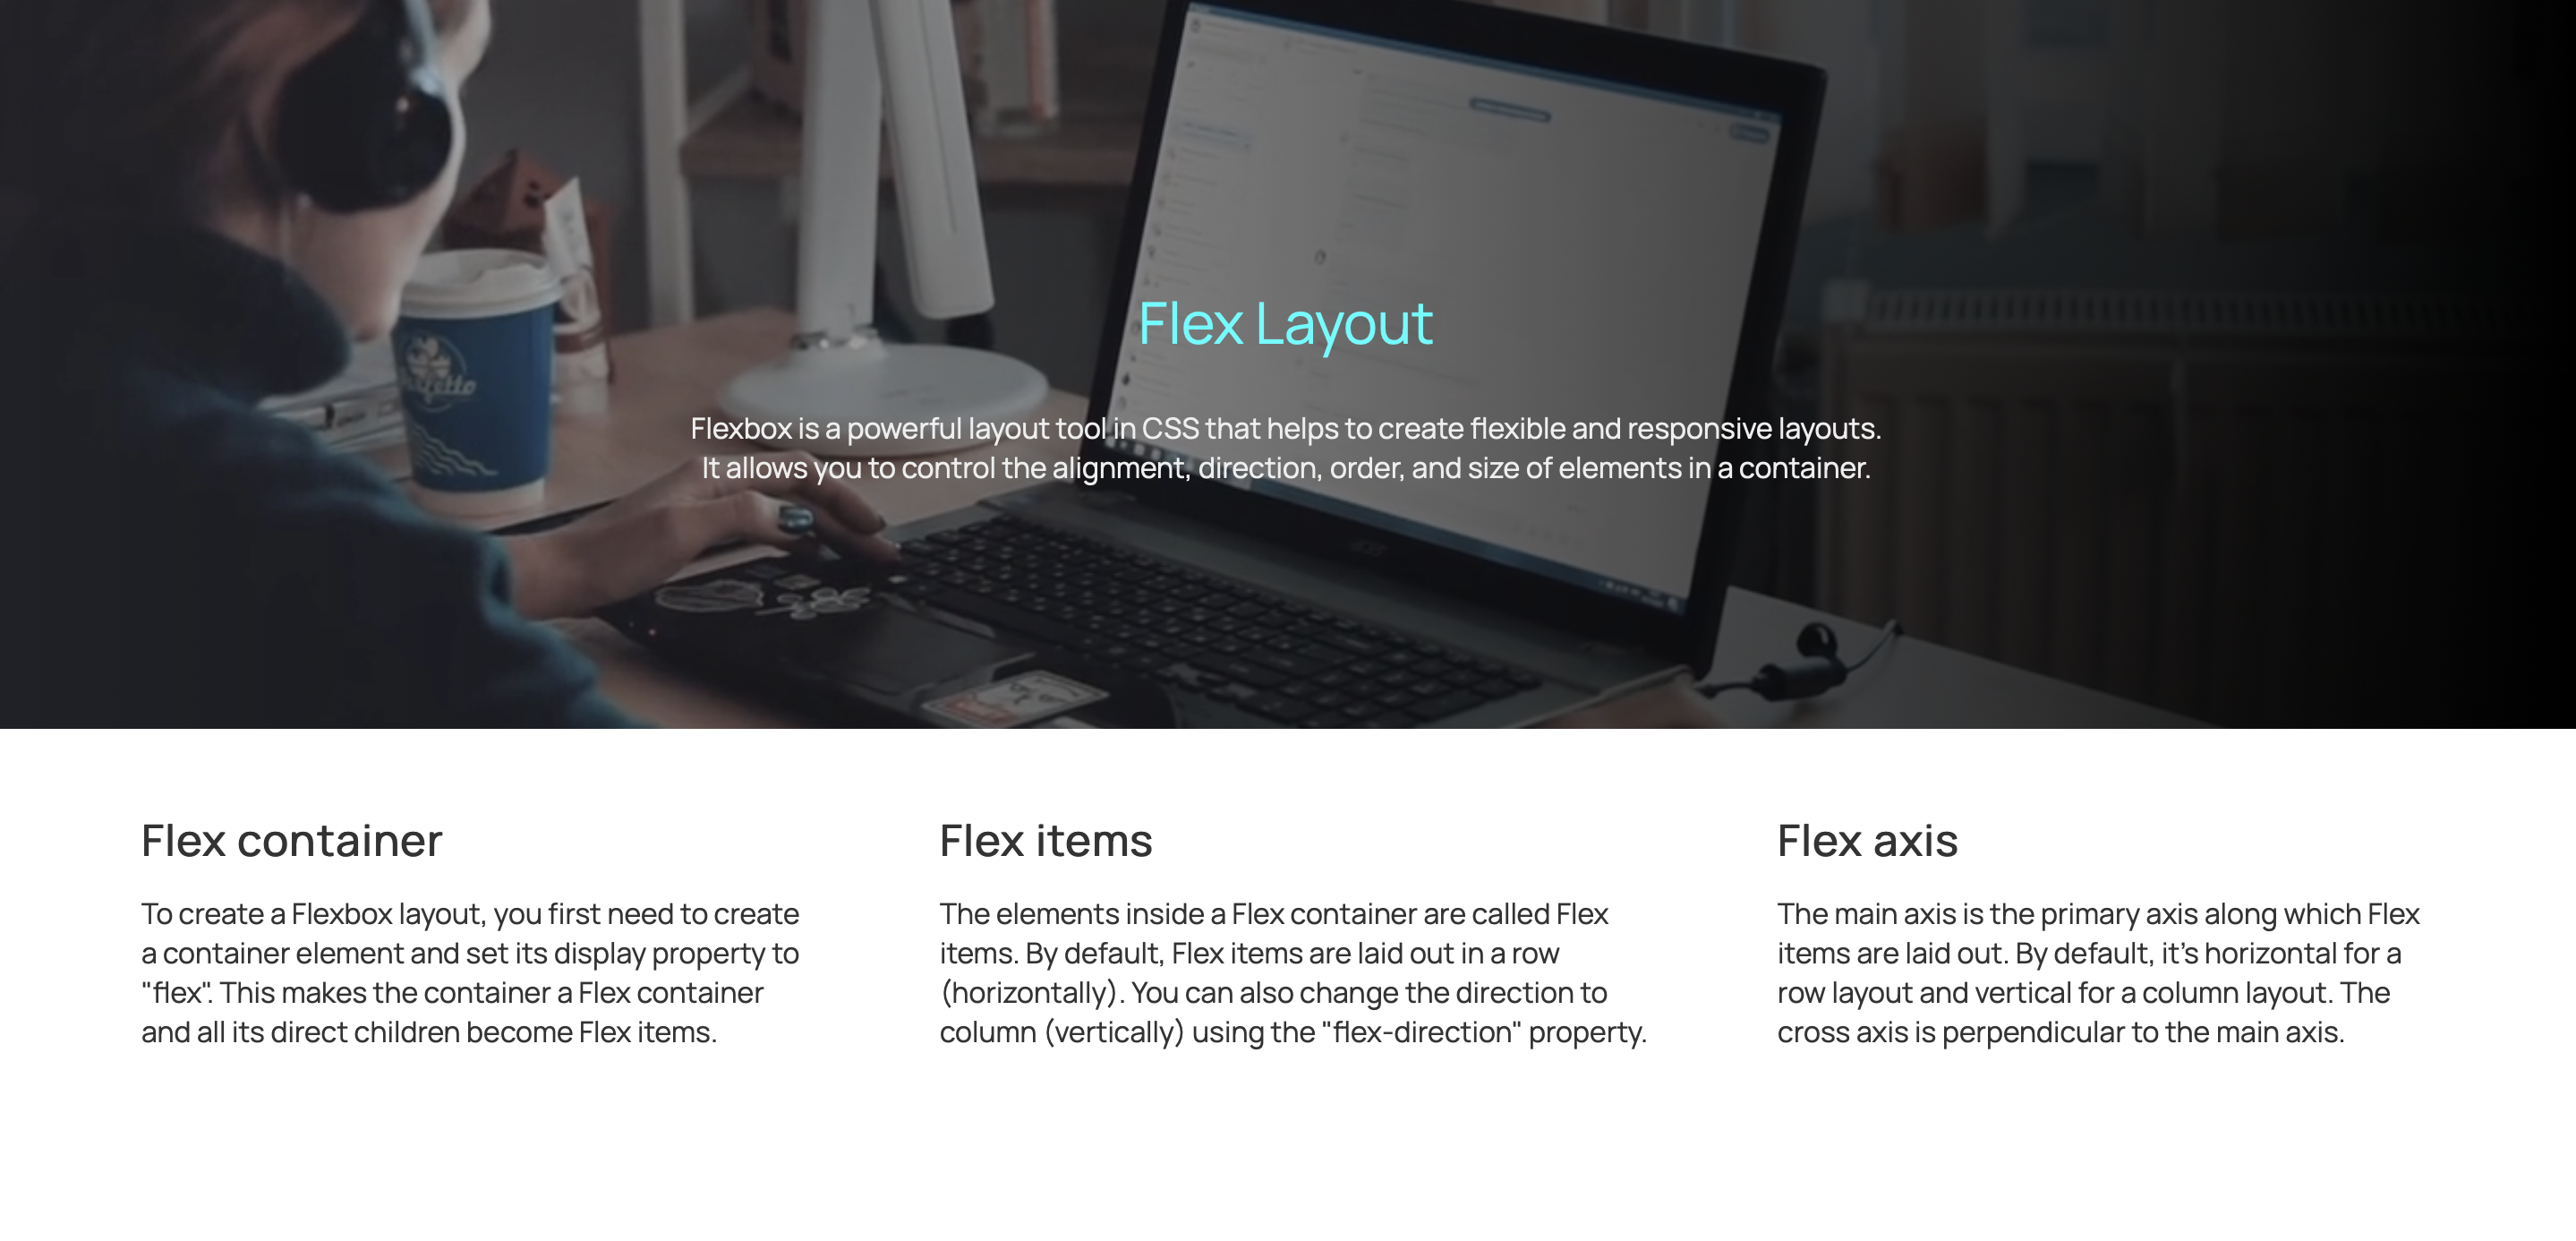 Flex Layout
Flexbox is a powerful layout tool in CSS that helps to create flexible and responsive layouts.
It allows you to control the alignment, direction, order, and size of elements in a container.
Flex container
To create a Flexbox layout, you first need to create
a container element and set its display property to
"flex". This makes the container a Flex container
and all its direct children become Flex items.
Flex items
The elements inside a Flex container are called Flex
items. By default, Flex items are laid out in a row
(horizontally). You can also change the direction to
column (vertically) using the "flex-direction" property.
Flex axis
The main axis is the primary axis along which Flex
items are laid out. By default, it's horizontal for a
row layout and vertical for a column layout. The
cross axis is perpendicular to the main axis.